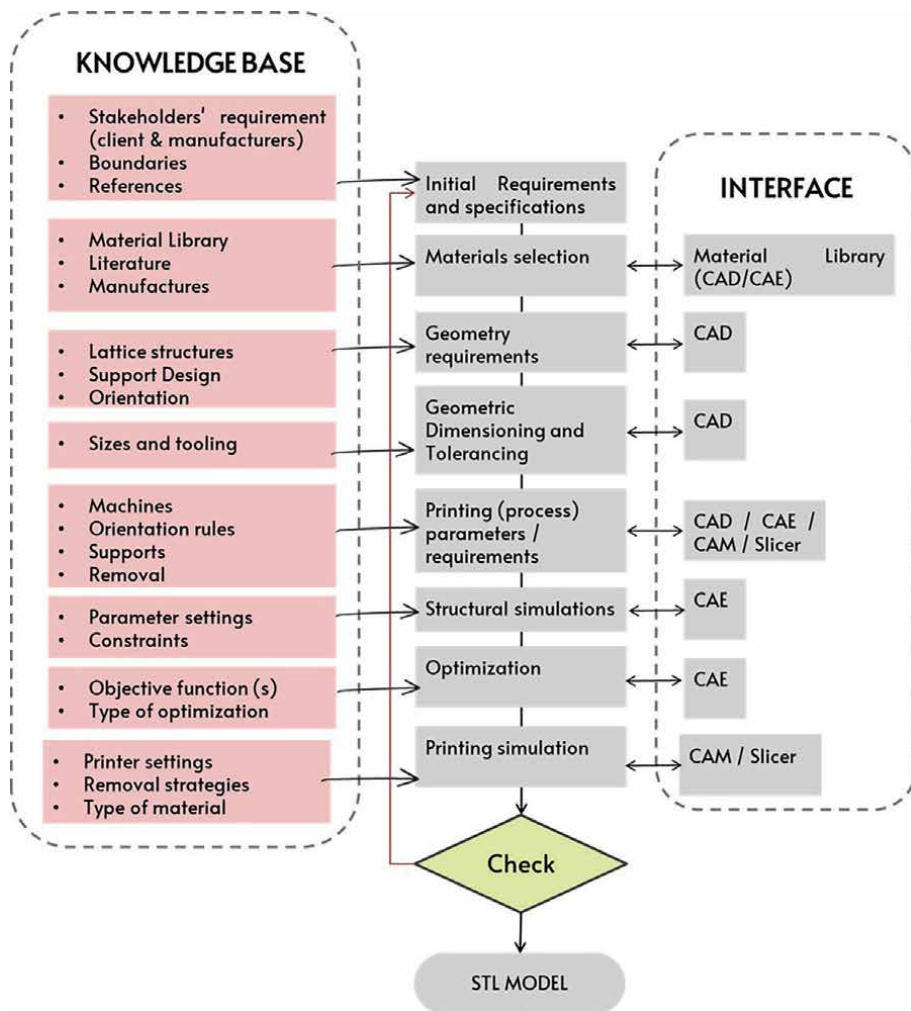 KNOWLEDGE BASE
• Stakeholders' requirement
(client & manufacturers)
• Boundaries
• References
• Material Library
• Literature
• Manufactures
• Lattice structures
• Support Design
• Orientation
• Sizes and tooling
• Machines
• Orientation rules
• Supports
• Removal
• Parameter settings
• Constraints
• Objective function (s)
• Type of optimization
• Printer settings
• Removal strategies
• Type of material
Initial Requirements
and specifications
Materials selection
Geometry
requirements
Geometric
Dimensioning and
Tolerancing
Printing (process)
parameters /
requirements
Structural simulations
Optimization
Printing simulation
Check
STL MODEL
INTERFACE
Material Library
(CAD/CAE)
CAD
CAD
CAD / CAE /
CAM / Slicer
CAE
CAE
CAM / Slicer